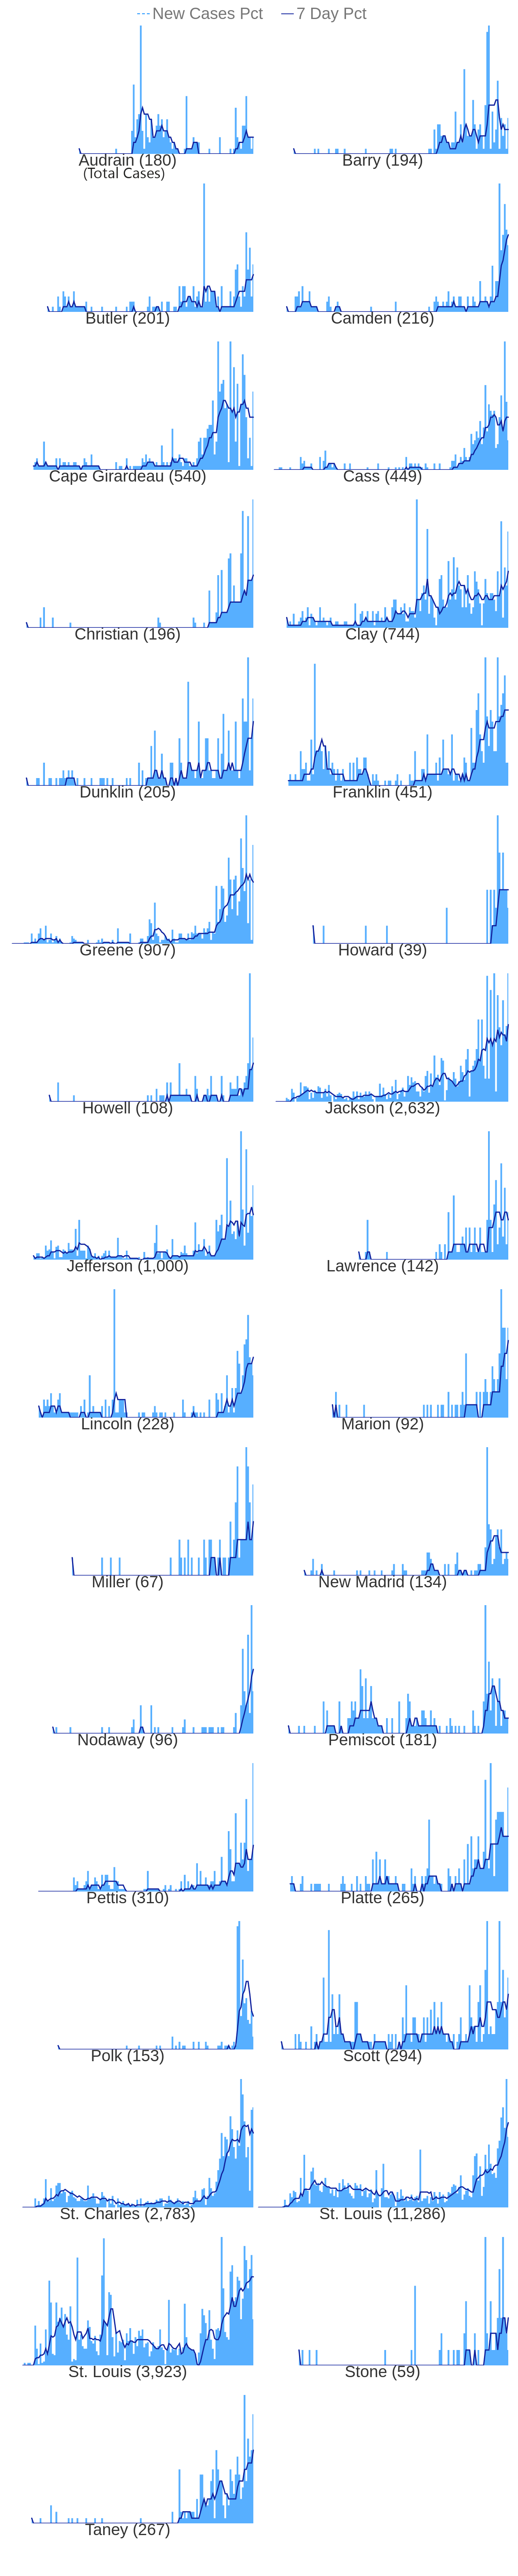 New Cases Pct 7 Day Pct
Audrain (180) Barry (194)
(Total Cases)
Butler (201) Camden (216)
Cape Girardeau (540) Cass (449)
Christian (196) Clay (744)
Dunklin (205) Franklin (451)
Greene (907) Howard (39)
Howell (108) Jackson (2,632)
Jefferson (1,000) Lawrence (142)
Lincoln (228) Marion (92)
Miller (67) New Madrid (134)
Nodaway (96) Pemiscot (181)
Pettis (310) Platte (265)
Polk (153) Scott (294)
St. Charles (2,783) St. Louis (11,286)
St. Louis (3,923) Stone (59)
Taney (267)